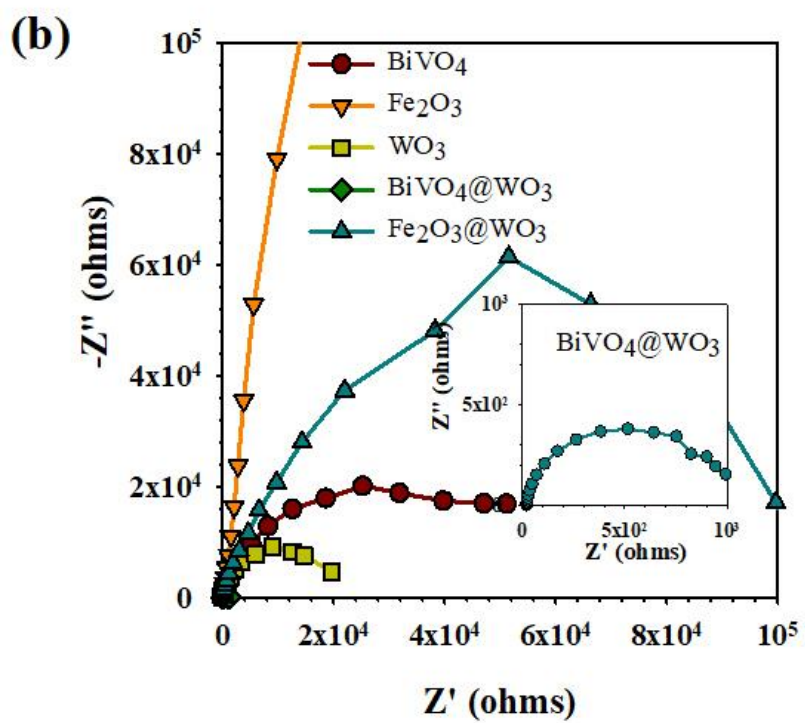 (b)
10⁵
8x10⁴
6x10⁴
4x10⁴
2x10⁴
0
-Z" (ohms)
BiVO₄
Fe₂O₃
WO₃
BiVO₄@WO₃
Fe₂O₃@WO₃
10³
5x10²
Z" (ohms)
BiVO₄@WO₃
0
5x10²
10³
Z' (ohms)
0
2x10⁴
4x10⁴
6x10⁴
8x10⁴
10⁵
Z' (ohms)